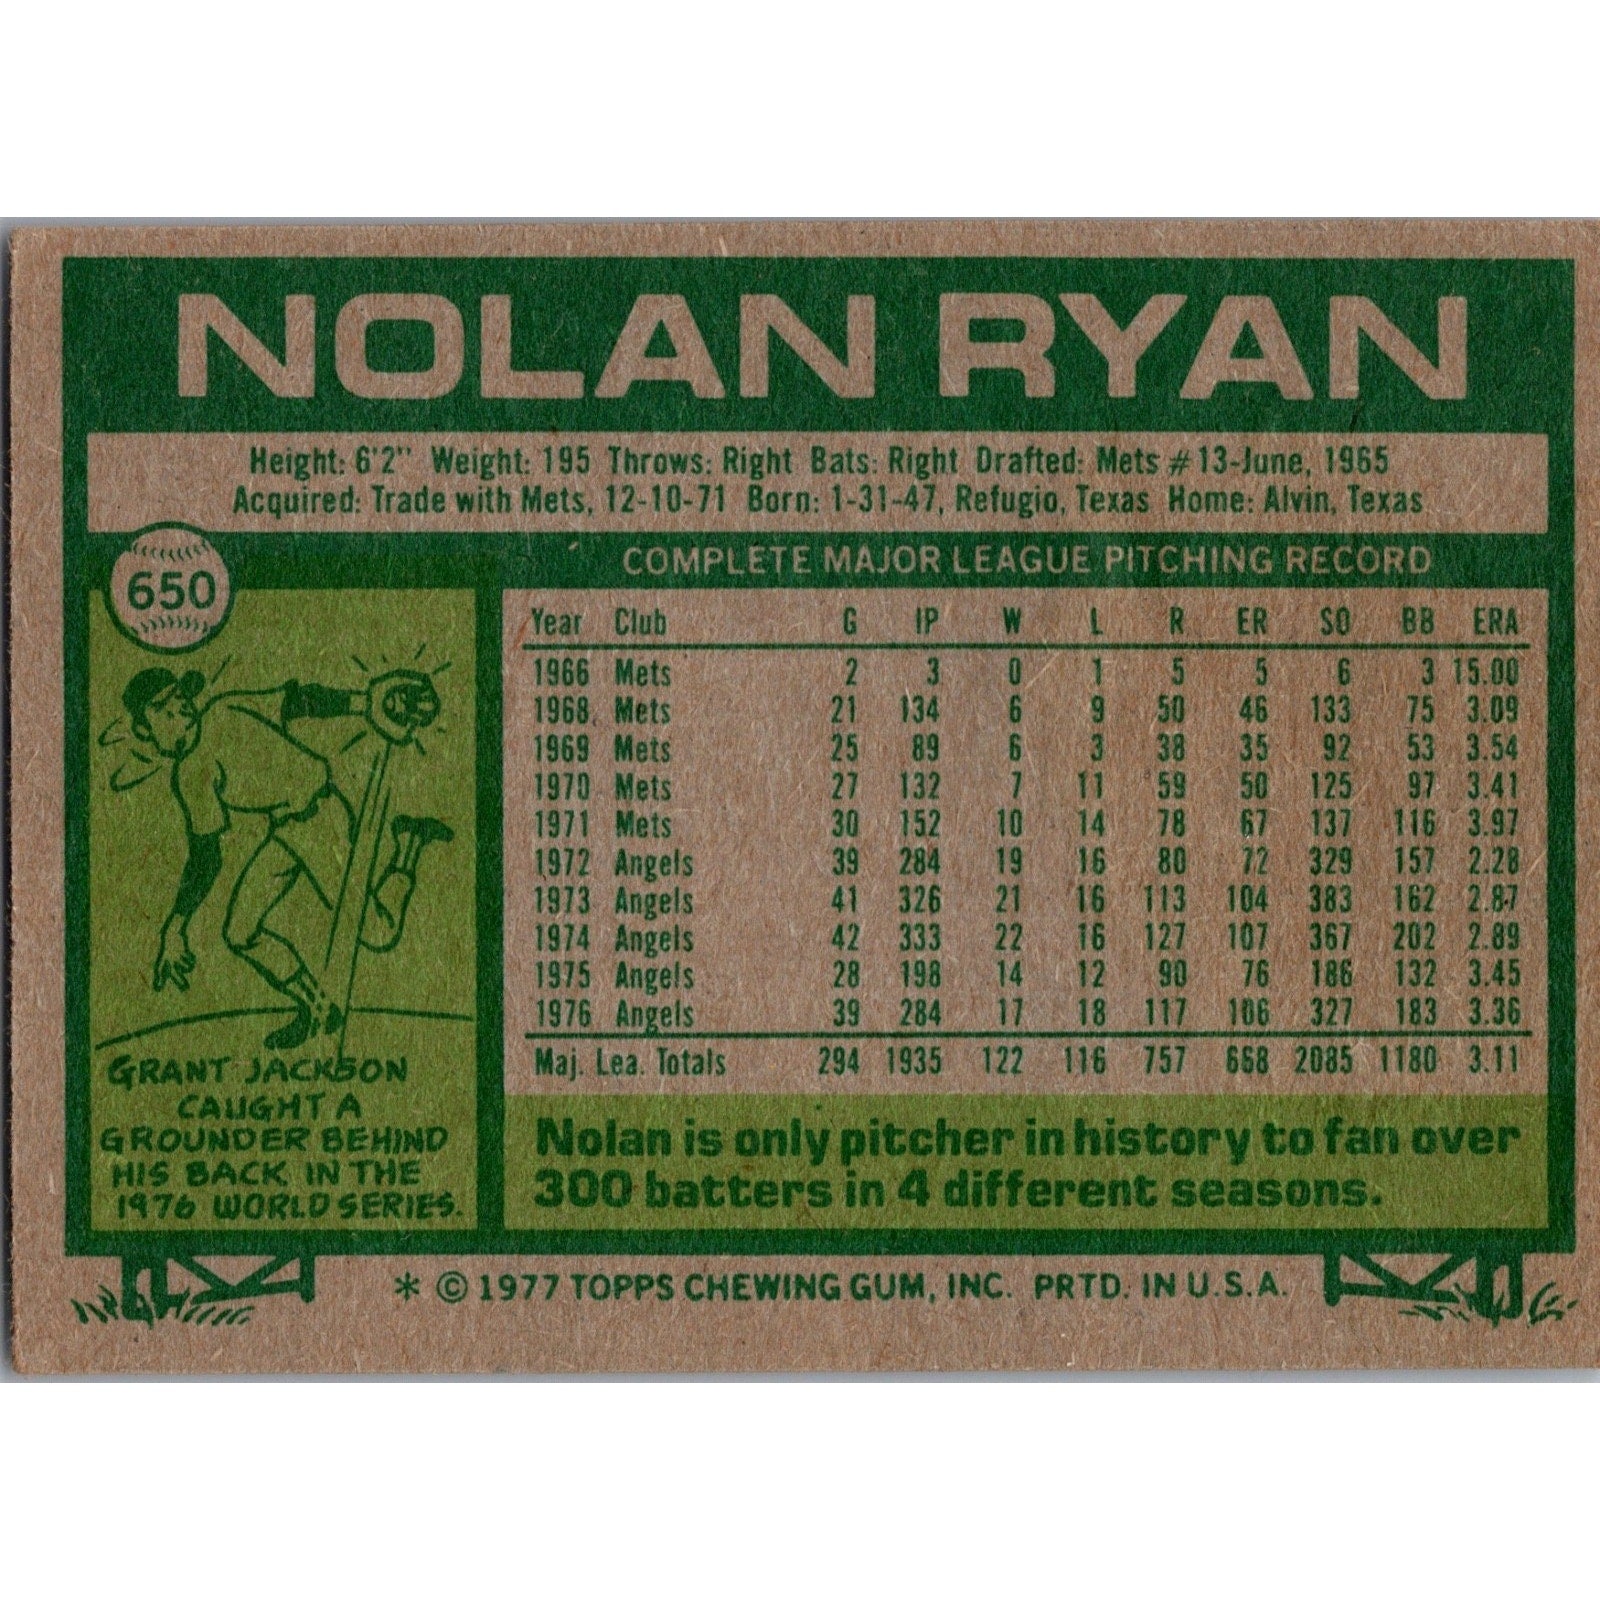 NOLAN RYAN
Height: 6'2" Weight: 195 Throws: Right Bats: Right Drafted: Mets #13-June, 1965
Acquired: Trade with Mets, 12-10-71 Born: 1-31-47, Refugio, Texas Home: Alvin, Texas
650
COMPLETE MAJOR LEAGUE PITCHING RECORD
Year Club G IP W L R ER SO BB ERA
1966 Mets 2 3 0 1 5 5 6 3 15.00
1968 Mets 21 134 6 9 50 46 133 75 3.09
1969 Mets 25 89 6 3 38 35 92 53 3.54
1970 Mets 27 132 7 11 59 50 125 97 3.41
1971 Mets 30 152 10 14 78 67 137 116 3.97
1972 Angels 39 284 19 16 80 72 329 157 2.28
1973 Angels 41 326 21 16 113 104 383 162 2.87
1974 Angels 42 333 22 16 127 107 367 202 2.89
1975 Angels 28 198 14 12 90 76 186 132 3.45
1976 Angels 39 284 17 18 117 106 327 183 3.36
Maj. Lea. Totals 294 1935 122 116 757 668 2085 1180 3.11
GRANT JACKSON
CAUGHT A
GROUNDER BEHIND
HIS BACK IN THE
1976 WORLD SERIES.
Nolan is only pitcher in history to fan over
300 batters in 4 different seasons.
* © 1977 TOPPS CHEWING GUM, INC. PRTD. IN U.S.A.